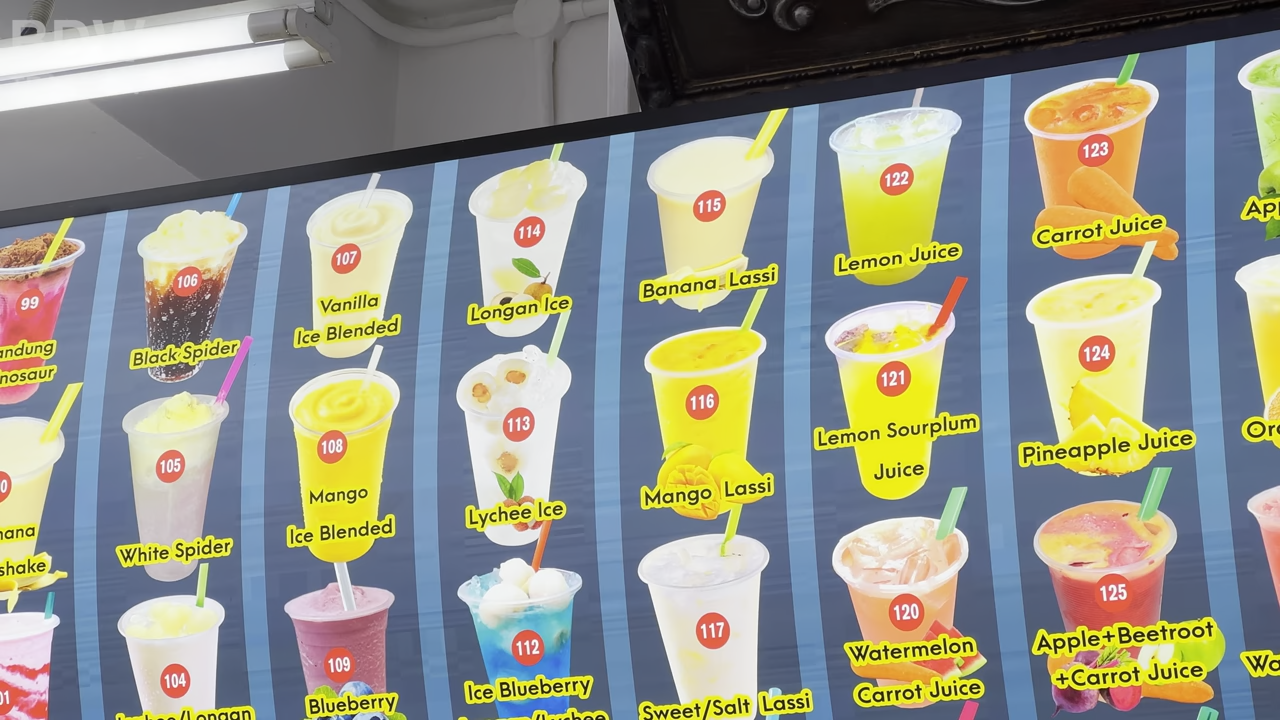 99
andung
nosaur
106
Black Spider
107
Vanilla
Ice Blended
114
Longan Ice
115
Banana Lassi
122
Lemon Juice
123
Carrot Juice
105
White Spider
108
Mango
Ice Blended
113
Lychee Ice
116
Mango Lassi
121
Lemon Sourplum
Juice
124
Pineapple Juice
shake
104
109
Blueberry
112
Ice Blueberry
117
Sweet/Salt Lassi
120
Watermelon
Carrot Juice
125
Apple+Beetroot
+Carrot Juice